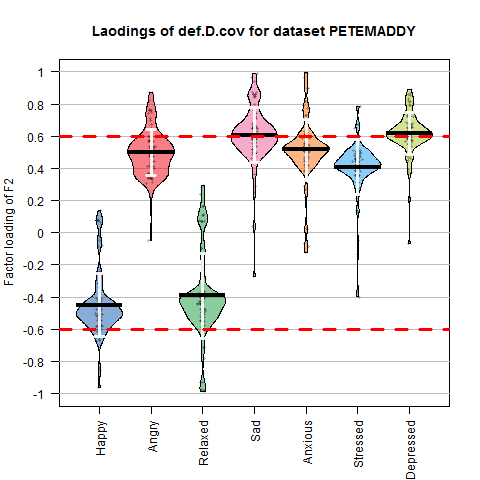 Laodings of def.D.cov for dataset PETEMADDY
Factor loading of F2
1
0.8
0.6
0.4
0.2
0
-0.2
-0.4
-0.6
-0.8
-1
Happy
Angry
Relaxed
Sad
Anxious
Stressed
Depressed